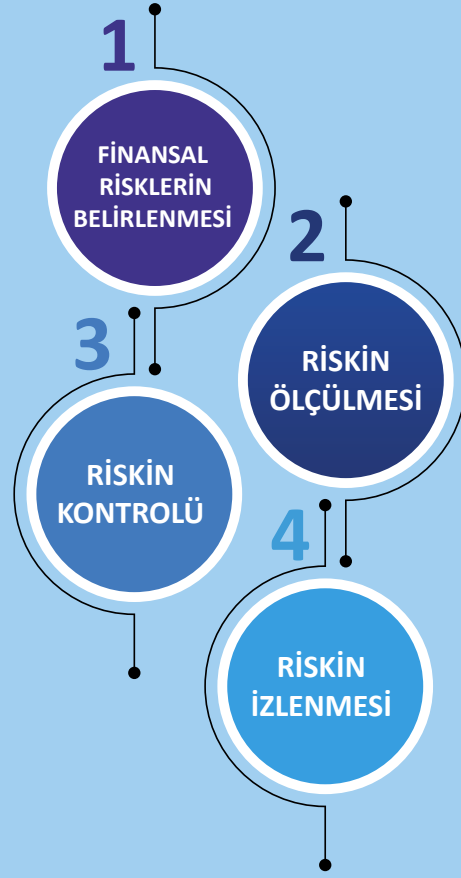 1
FİNANSAL
RİSKLERİN
BELİRLENMESİ
2
RİSKİN
ÖLÇÜLMESİ
3
RİSKİN
KONTROLÜ
4
RİSKİN
İZLENMESİ